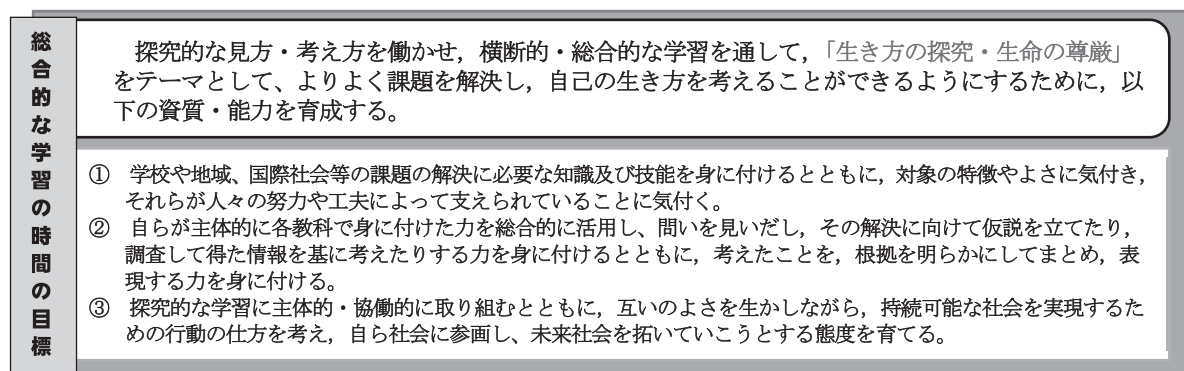 総合的な学習の時間の目標
探究的な見方・考え方を働かせ，横断的・総合的な学習を通して，「生き方の探究・生命の尊厳」
をテーマとして、よりよく課題を解決し，自己の生き方を考えることができるようにするために，以
下の資質・能力を育成する。
① 学校や地域、国際社会等の課題の解決に必要な知識及び技能を身に付けるとともに，対象の特徴やよさに気付き，
それらが人々の努力や工夫によって支えられていることに気付く。
② 自らが主体的に各教科で身に付けた力を総合的に活用し、問いを見いだし，その解決に向けて仮説を立てたり，
調査して得た情報を基に考えたりする力を身に付けるとともに，考えたことを，根拠を明らかにしてまとめ，表
現する力を身に付ける。
③ 探究的な学習に主体的・協働的に取り組むとともに，互いのよさを生かしながら，持続可能な社会を実現するた
めの行動の仕方を考え，自ら社会に参画し、未来社会を拓いていこうとする態度を育てる。